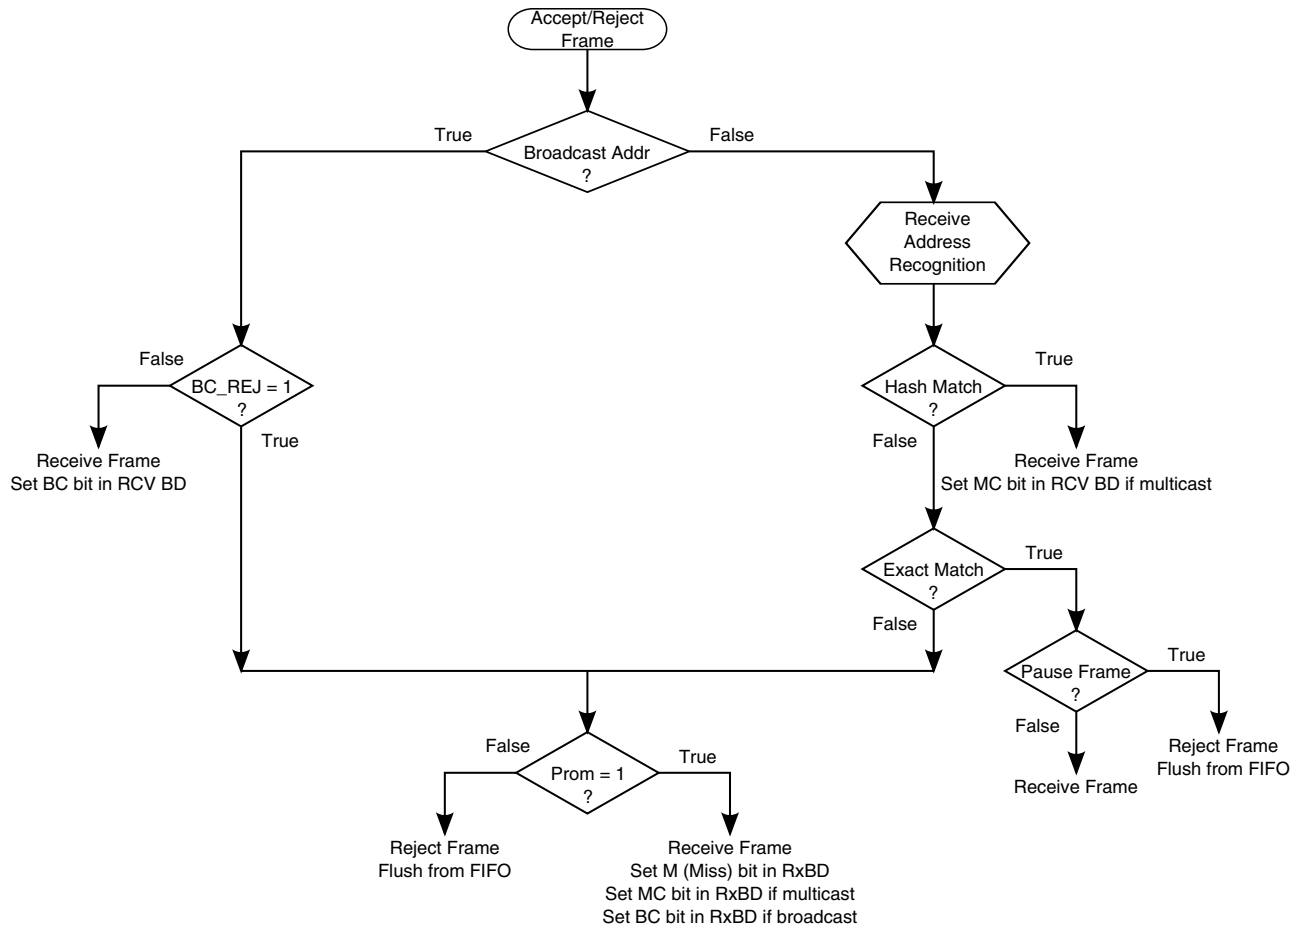 Accept/Reject
Frame
True
False
Broadcast Addr
?
Receive
Address
Recognition
False
BC_REJ = 1
?
True
Receive Frame
Set BC bit in RCV BD
True
Hash Match
?
False
Receive Frame
Set MC bit in RCV BD if multicast
True
Exact Match
?
False
True
Pause Frame
?
False
Reject Frame
Flush from FIFO
Receive Frame
False
True
Prom = 1
?
Reject Frame
Flush from FIFO
Receive Frame
Set M (Miss) bit in RxBD
Set MC bit in RxBD if multicast
Set BC bit in RxBD if broadcast